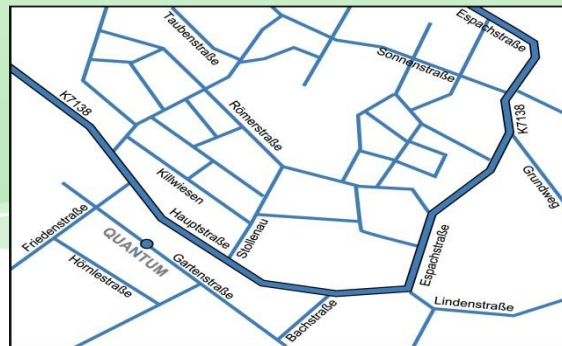 Espachstraße
Taubenstraße
Sonnenstraße
K7138
K7138
Römerstraße
Grundweg
Killwiesen
Hauptstraße
Stollenau
Friedenstraße
QUANTUM
Espachstraße
Hörnlestraße
Gartenstraße
Bachstraße
Lindenstraße